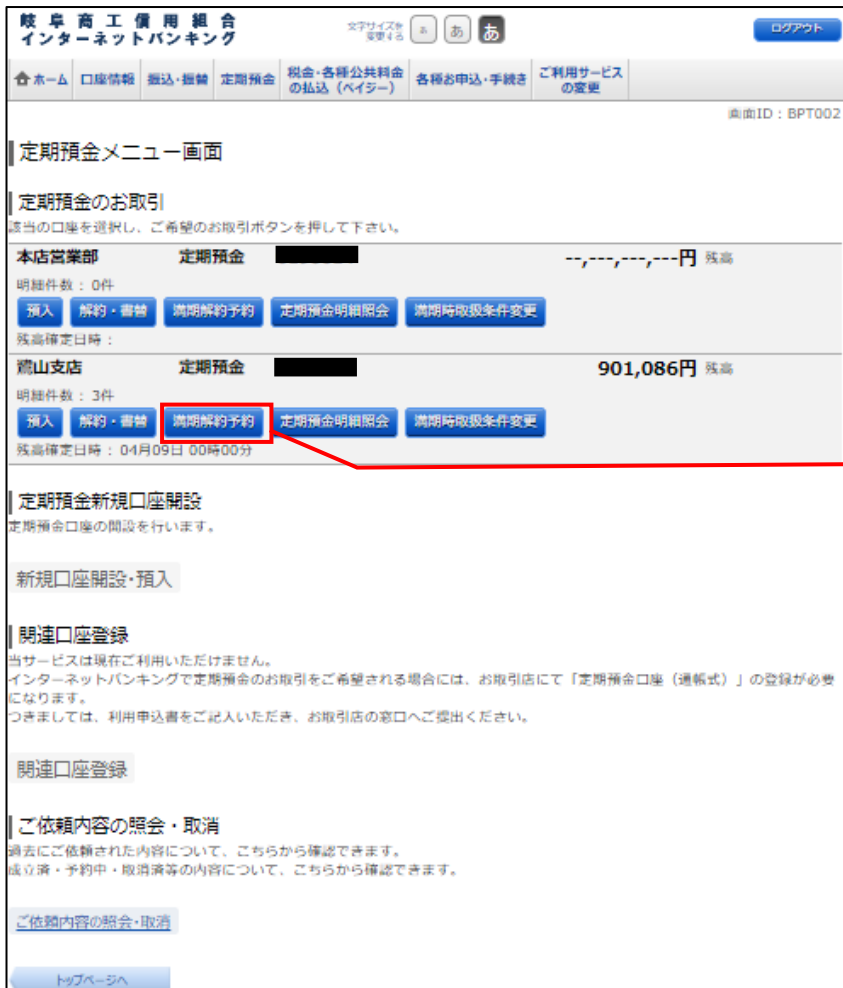 岐阜商工信用組合
インターネットバンキング
文字サイズを
変更する
あ
あ
あ
ログアウト
ホーム
口座情報
振込・振替
定期預金
税金・各種公共料金
の払込（ペイジー）
各種お申込・手続き
ご利用サービス
の変更
画面ID：BPT002
定期預金メニュー画面
定期預金のお取引
該当の口座を選択し、ご希望のお取引ボタンを押して下さい。
本店営業部 定期預金 --,---,---,---円 残高
明細件数： 0件
預入 解約・書替 満期解約予約 定期預金明細照会 満期時取扱条件変更
残高確定日時：
鷺山支店 定期預金 901,086円 残高
明細件数： 3件
預入 解約・書替 満期解約予約 定期預金明細照会 満期時取扱条件変更
残高確定日時： 04月09日 00時00分
定期預金新規口座開設
定期預金口座の開設を行います。
新規口座開設・預入
関連口座登録
当サービスは現在ご利用いただけません。
インターネットバンキングで定期預金のお取引をご希望される場合には、お取引店にて「定期預金口座（通帳式）」の登録が必要
になります。
つきましては、利用申込書をご記入いただき、お取引店の窓口へご提出ください。
関連口座登録
ご依頼内容の照会・取消
過去にご依頼された内容について、こちらから確認できます。
成立済・予約中・取消済等の内容について、こちらから確認できます。
ご依頼内容の照会・取消
トップページへ